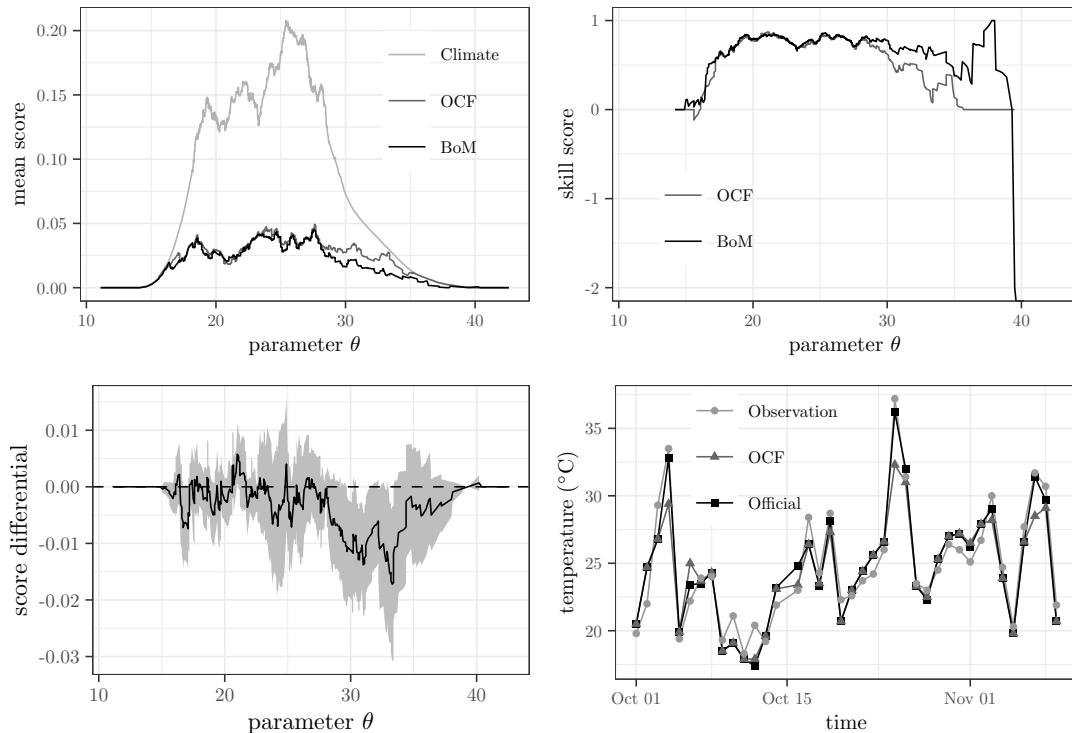 0.20
0.15
0.10
0.05
0.00
mean score
Climate
OCF
BoM
10
20
30
40
parameter θ
1
0
-1
-2
skill score
OCF
BoM
10
20
30
40
parameter θ
0.01
0.00
-0.01
-0.02
-0.03
score differential
10
20
30
40
parameter θ
35
30
25
20
temperature (°C)
Observation
OCF
Official
Oct 01
Oct 15
Nov 01
time